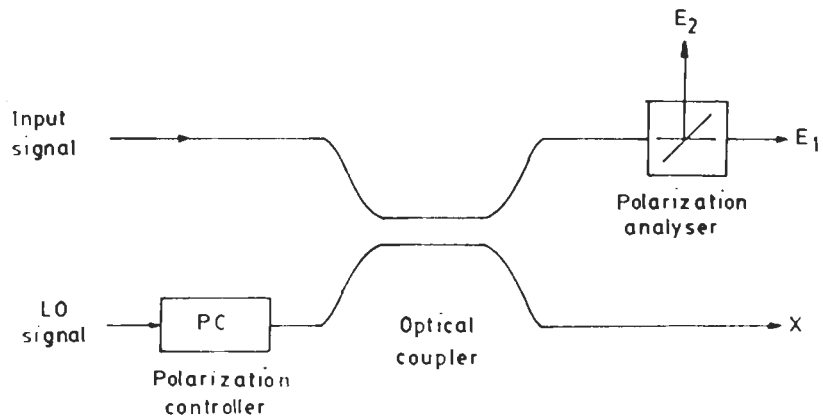 E2
Input
signal
E1
Polarization
analyser
LO
signal
PC
Optical
coupler
X
Polarization
controller